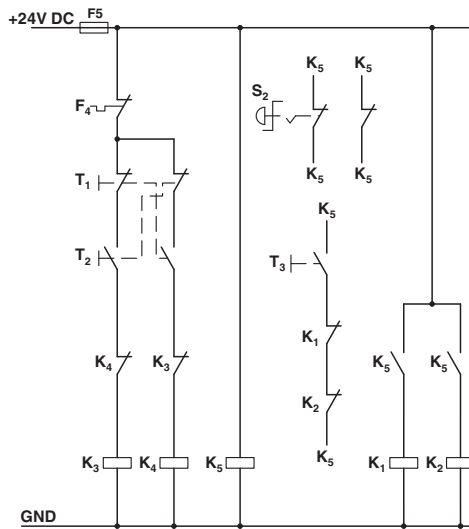 F5
+24V DC
K₅ K₅
S₂
F₄
K₅ K₅
T₁
K₅
T₂ T₃
K₁
K₄ K₃ K₅ K₅
K₂
K₅
K₃ K₄ K₅ K₁ K₂
GND